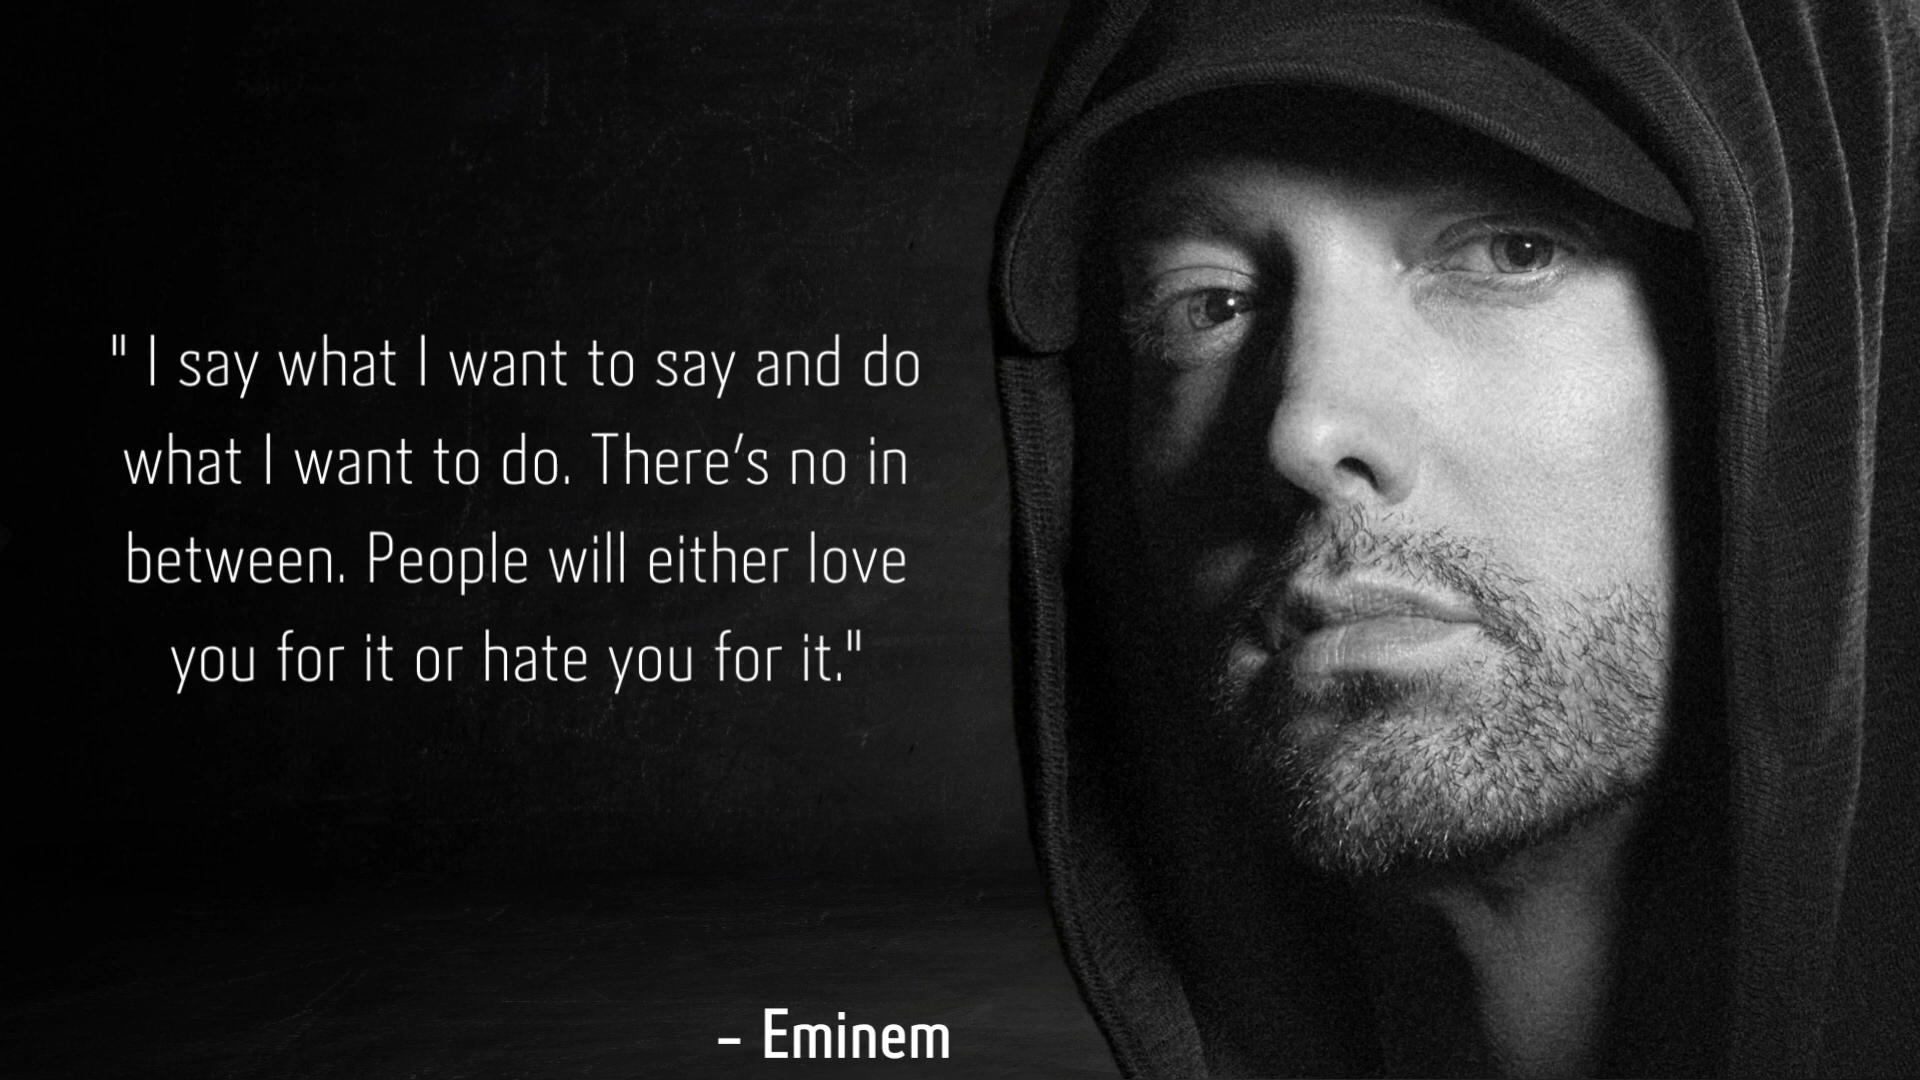 " I say what I want to say and do
what I want to do. There's no in
between. People will either love
you for it or hate you for it."
- Eminem